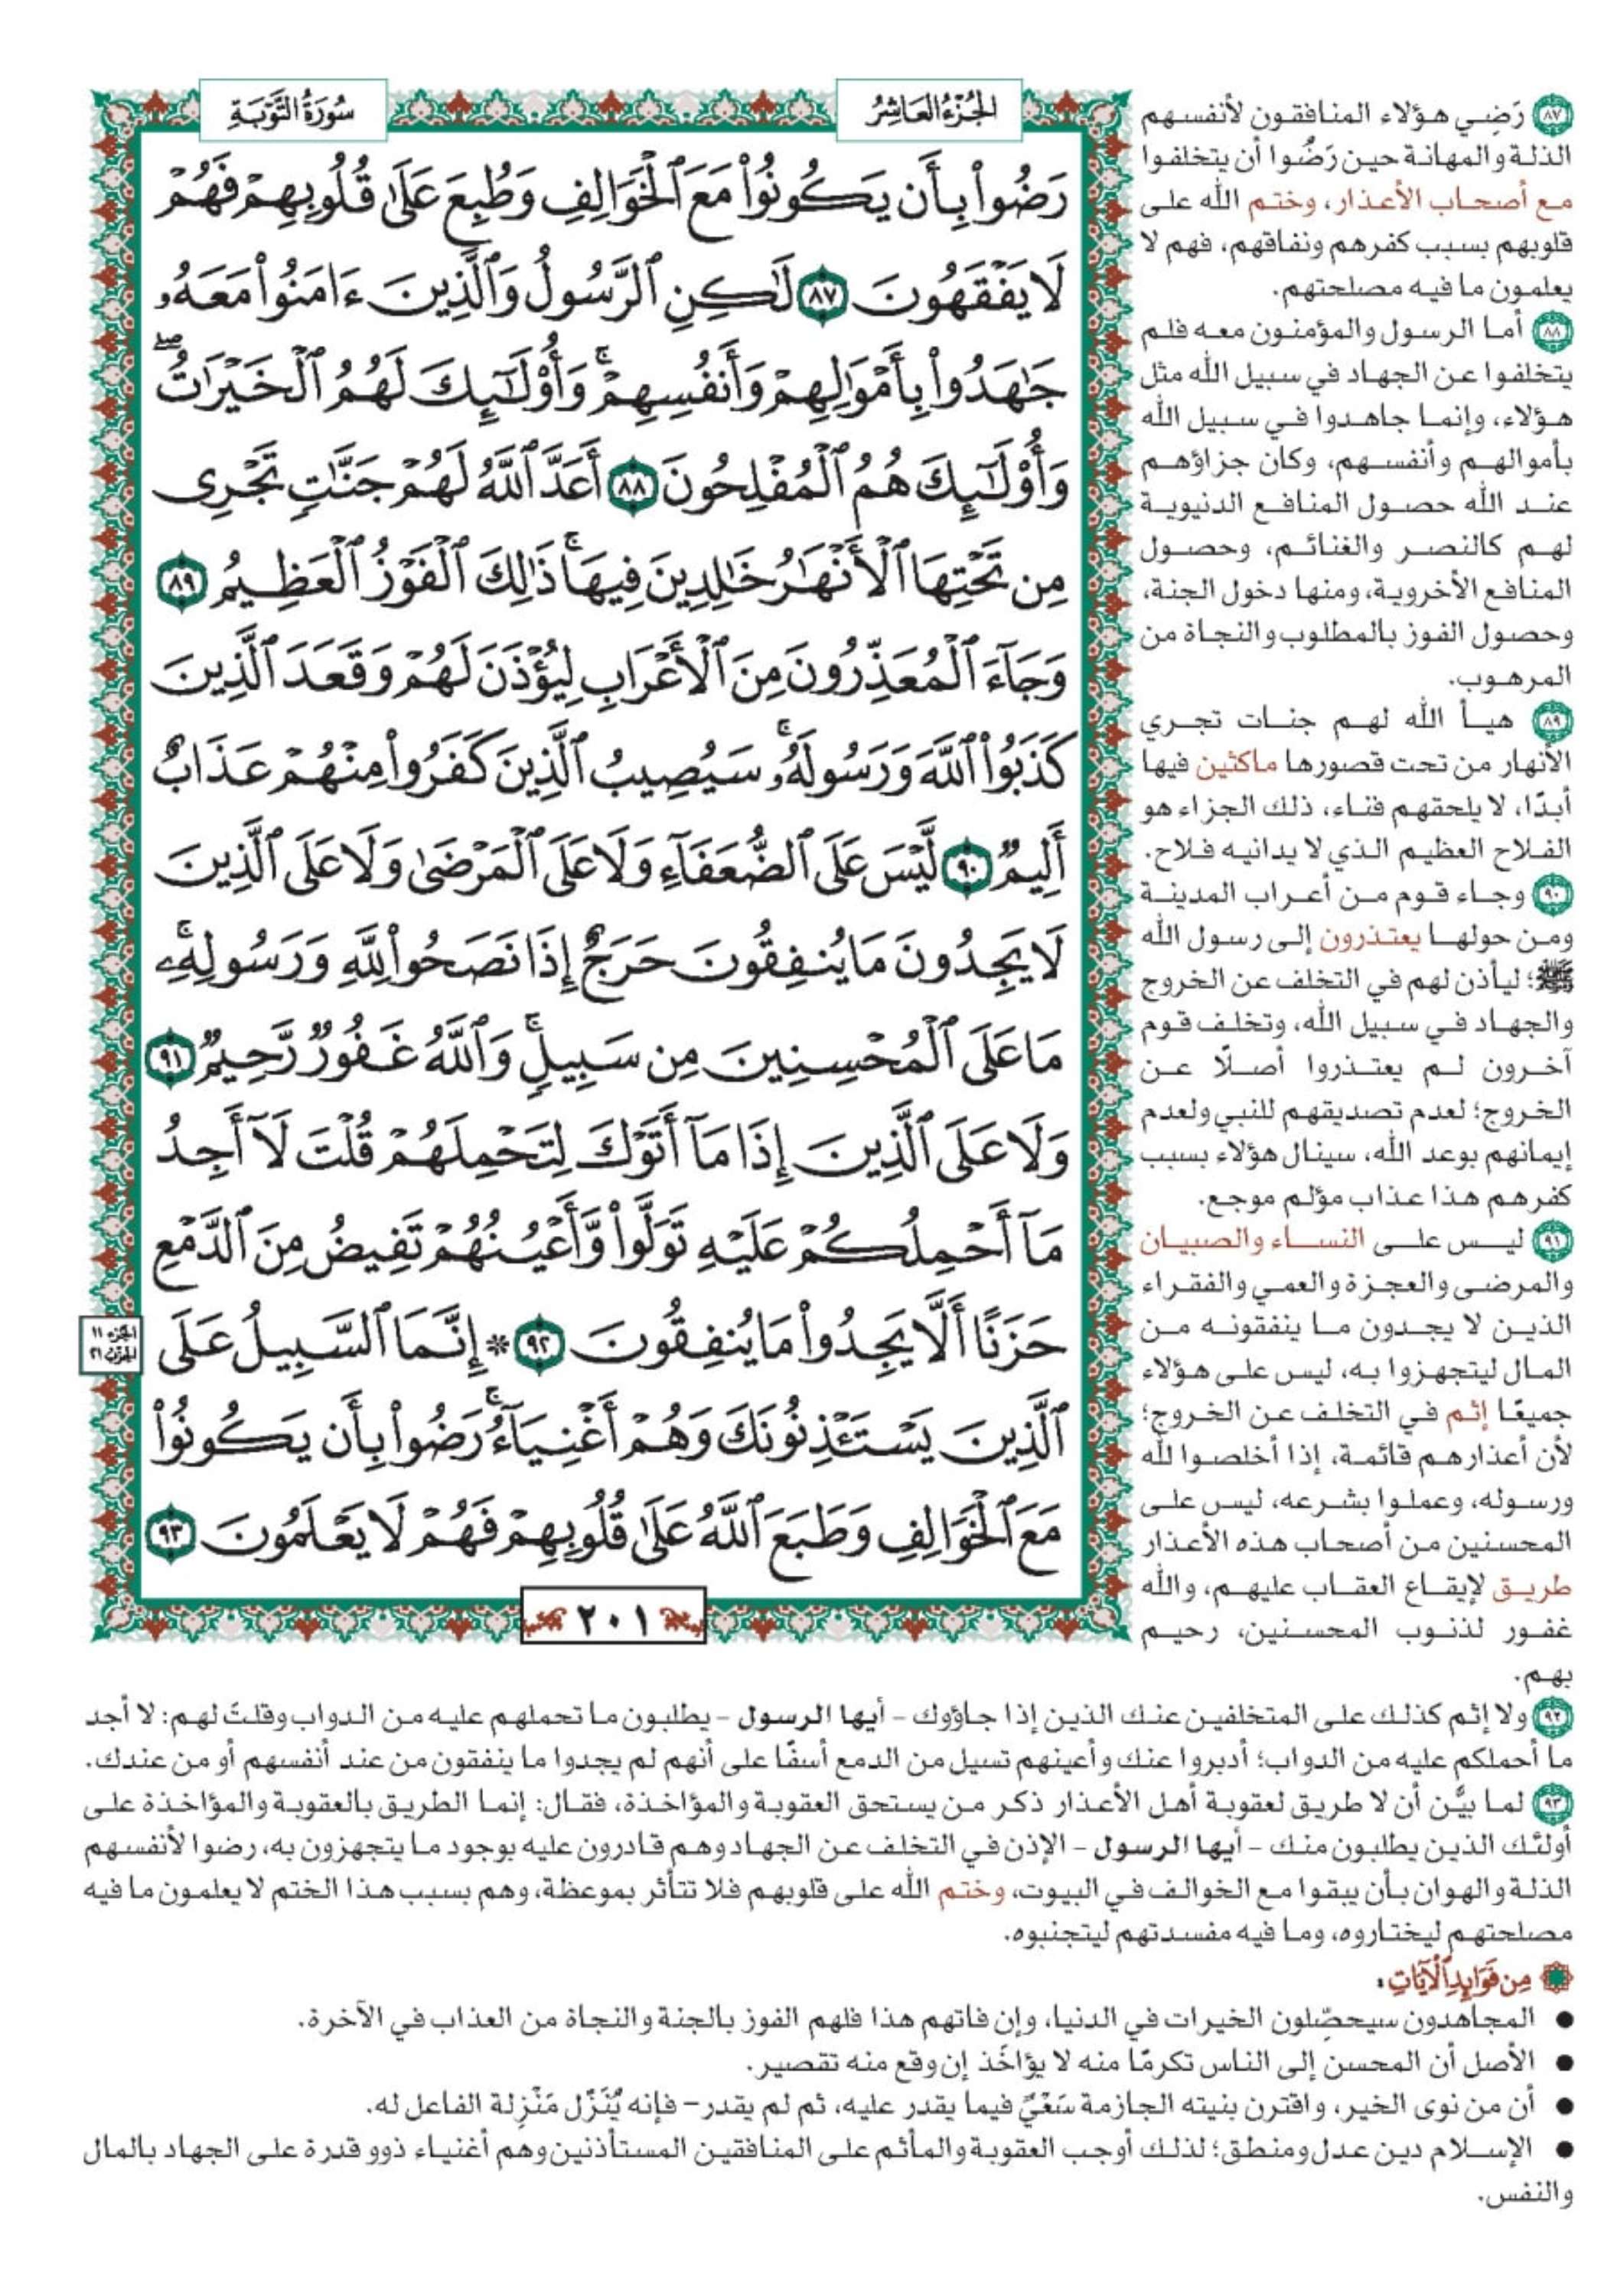 سُورَةُ التَّوْبَةِ
الجُزْءُ العَاشِرُ
رَضُوا۟ بِأَن يَكُونُوا۟ مَعَ ٱلْخَوَالِفِ وَطُبِعَ عَلَىٰ قُلُوبِهِمْ فَهُمْ
لَا يَفْقَهُونَ ٨٧ لَٰكِنِ ٱلرَّسُولُ وَٱلَّذِينَ ءَامَنُوا۟ مَعَهُۥ
جَٰهَدُوا۟ بِأَمْوَٰلِهِمْ وَأَنفُسِهِمْ ۚ وَأُو۟لَٰٓئِكَ لَهُمُ ٱلْخَيْرَٰتُ ۖ
وَأُو۟لَٰٓئِكَ هُمُ ٱلْمُفْلِحُونَ ٨٨ أَعَدَّ ٱللَّهُ لَهُمْ جَنَّٰتٍ تَجْرِى
مِن تَحْتِهَا ٱلْأَنْهَٰرُ خَٰلِدِينَ فِيهَا ۚ ذَٰلِكَ ٱلْفَوْزُ ٱلْعَظِيمُ ٨٩
وَجَآءَ ٱلْمُعَذِّرُونَ مِنَ ٱلْأَعْرَابِ لِيُؤْذَنَ لَهُمْ وَقَعَدَ ٱلَّذِينَ
كَذَبُوا۟ ٱللَّهَ وَرَسُولَهُۥ ۚ سَيُصِيبُ ٱلَّذِينَ كَفَرُوا۟ مِنْهُمْ عَذَابٌ
أَلِيمٌ ٩٠ لَّيْسَ عَلَى ٱلضُّعَفَآءِ وَلَا عَلَى ٱلْمَرْضَىٰ وَلَا عَلَى ٱلَّذِينَ
لَا يَجِدُونَ مَا يُنفِقُونَ حَرَجٌ إِذَا نَصَحُوا۟ لِلَّهِ وَرَسُولِهِۦ ۚ
مَا عَلَى ٱلْمُحْسِنِينَ مِن سَبِيلٍ ۚ وَٱللَّهُ غَفُورٌ رَّحِيمٌ ٩١
وَلَا عَلَى ٱلَّذِينَ إِذَا مَآ أَتَوْكَ لِتَحْمِلَهُمْ قُلْتَ لَآ أَجِدُ
مَآ أَحْمِلُكُمْ عَلَيْهِ تَوَلَّوا۟ وَّأَعْيُنُهُمْ تَفِيضُ مِنَ ٱلدَّمْعِ
حَزَنًا أَلَّا يَجِدُوا۟ مَا يُنفِقُونَ ٩٢ ۞ إِنَّمَا ٱلسَّبِيلُ عَلَى
ٱلَّذِينَ يَسْتَـْٔذِنُونَكَ وَهُمْ أَغْنِيَآءُ ۚ رَضُوا۟ بِأَن يَكُونُوا۟
مَعَ ٱلْخَوَالِفِ وَطَبَعَ ٱللَّهُ عَلَىٰ قُلُوبِهِمْ فَهُمْ لَا يَعْلَمُونَ ٩٣
الجزء ١١
الحزب ٢١
٢٠١
٨٧ رَضِي هؤلاء المنافقون لأنفسهم
الذلة والمهانة حين رَضُوا أن يتخلفوا
مع أصحاب الأعذار، وختم الله على
قلوبهم بسبب كفرهم ونفاقهم، فهم لا
يعلمون ما فيه مصلحتهم.
٨٨ أما الرسول والمؤمنون معه فلم
يتخلفوا عن الجهاد في سبيل الله مثل
هؤلاء، وإنما جاهدوا في سبيل الله
بأموالهم وأنفسهم، وكان جزاؤهم
عند الله حصول المنافع الدنيوية
لهم كالنصر والغنائم، وحصول
المنافع الأخروية، ومنها دخول الجنة،
وحصول الفوز بالمطلوب والنجاة من
المرهوب.
٨٩ هيأ الله لهم جنات تجري
الأنهار من تحت قصورها ماكثين فيها
أبدًا، لا يلحقهم فناء، ذلك الجزاء هو
الفلاح العظيم الذي لا يدانيه فلاح.
٩٠ وجاء قوم من أعراب المدينة
ومن حولها يعتذرون إلى رسول الله
ﷺ؛ ليأذن لهم في التخلف عن الخروج
والجهاد في سبيل الله، وتخلف قوم
آخرون لم يعتذروا أصلًا عن
الخروج؛ لعدم تصديقهم للنبي ولعدم
إيمانهم بوعد الله، سينال هؤلاء بسبب
كفرهم هذا عذاب مؤلم موجع.
٩١ ليس على النساء والصبيان
والمرضى والعجزة والعمي والفقراء
الذين لا يجدون ما ينفقونه من
المال ليتجهزوا به، ليس على هؤلاء
جميعًا إثم في التخلف عن الخروج؛
لأن أعذارهم قائمة، إذا أخلصوا لله
ورسوله، وعملوا بشرعه، ليس على
المحسنين من أصحاب هذه الأعذار
طريق لإيقاع العقاب عليهم، والله
غفور لذنوب المحسنين، رحيم
بهم.
٩٢ ولا إثم كذلك على المتخلفين عنك الذين إذا جاؤوك – أيها الرسول – يطلبون ما تحملهم عليه من الدواب وقلتَ لهم: لا أجد
ما أحملكم عليه من الدواب؛ أدبروا عنك وأعينهم تسيل من الدمع أسفًا على أنهم لم يجدوا ما ينفقون من عند أنفسهم أو من عندك.
٩٣ لما بيَّن أن لا طريق لعقوبة أهل الأعذار ذكر من يستحق العقوبة والمؤاخذة، فقال: إنما الطريق بالعقوبة والمؤاخذة على
أولئك الذين يطلبون منك – أيها الرسول – الإذن في التخلف عن الجهاد وهم قادرون عليه بوجود ما يتجهزون به، رضوا لأنفسهم
الذلة والهوان بأن يبقوا مع الخوالف في البيوت، وختم الله على قلوبهم فلا تتأثر بموعظة، وهم بسبب هذا الختم لا يعلمون ما فيه
مصلحتهم ليختاروه، وما فيه مفسدتهم ليتجنبوه.
مِن فَوَائِدِ الآيَاتِ:
● المجاهدون سيحصِّلون الخيرات في الدنيا، وإن فاتهم هذا فلهم الفوز بالجنة والنجاة من العذاب في الآخرة.
● الأصل أن المحسن إلى الناس تكرمًا منه لا يؤاخَذ إن وقع منه تقصير.
● أن من نوى الخير، واقترن بنيته الجازمة سَعْيٌ فيما يقدر عليه، ثم لم يقدر– فإنه يُنَزَّل مَنْزِلة الفاعل له.
● الإسلام دين عدل ومنطق؛ لذلك أوجب العقوبة والمأثم على المنافقين المستأذنين وهم أغنياء ذوو قدرة على الجهاد بالمال
والنفس.